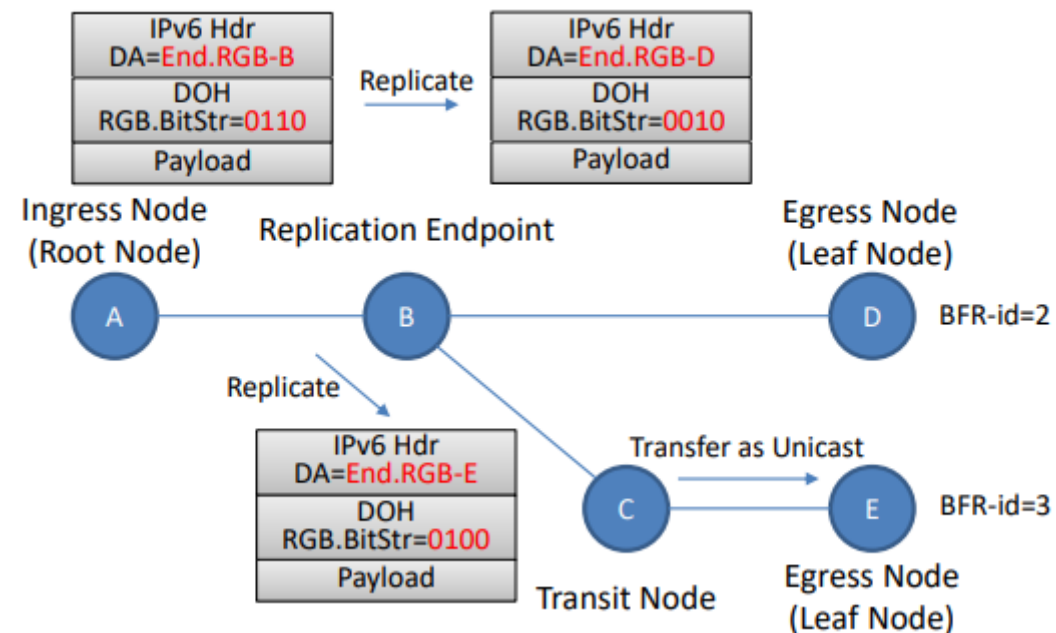 IPv6 Hdr
DA=End.RGB-B
DOH
RGB.BitStr=0110
Payload
Replicate
IPv6 Hdr
DA=End.RGB-D
DOH
RGB.BitStr=0010
Payload
Ingress Node
(Root Node)
Replication Endpoint
Egress Node
(Leaf Node)
A
B
D
BFR-id=2
Replicate
IPv6 Hdr
DA=End.RGB-E
DOH
RGB.BitStr=0100
Payload
Transfer as Unicast
C
E
BFR-id=3
Transit Node
Egress Node
(Leaf Node)